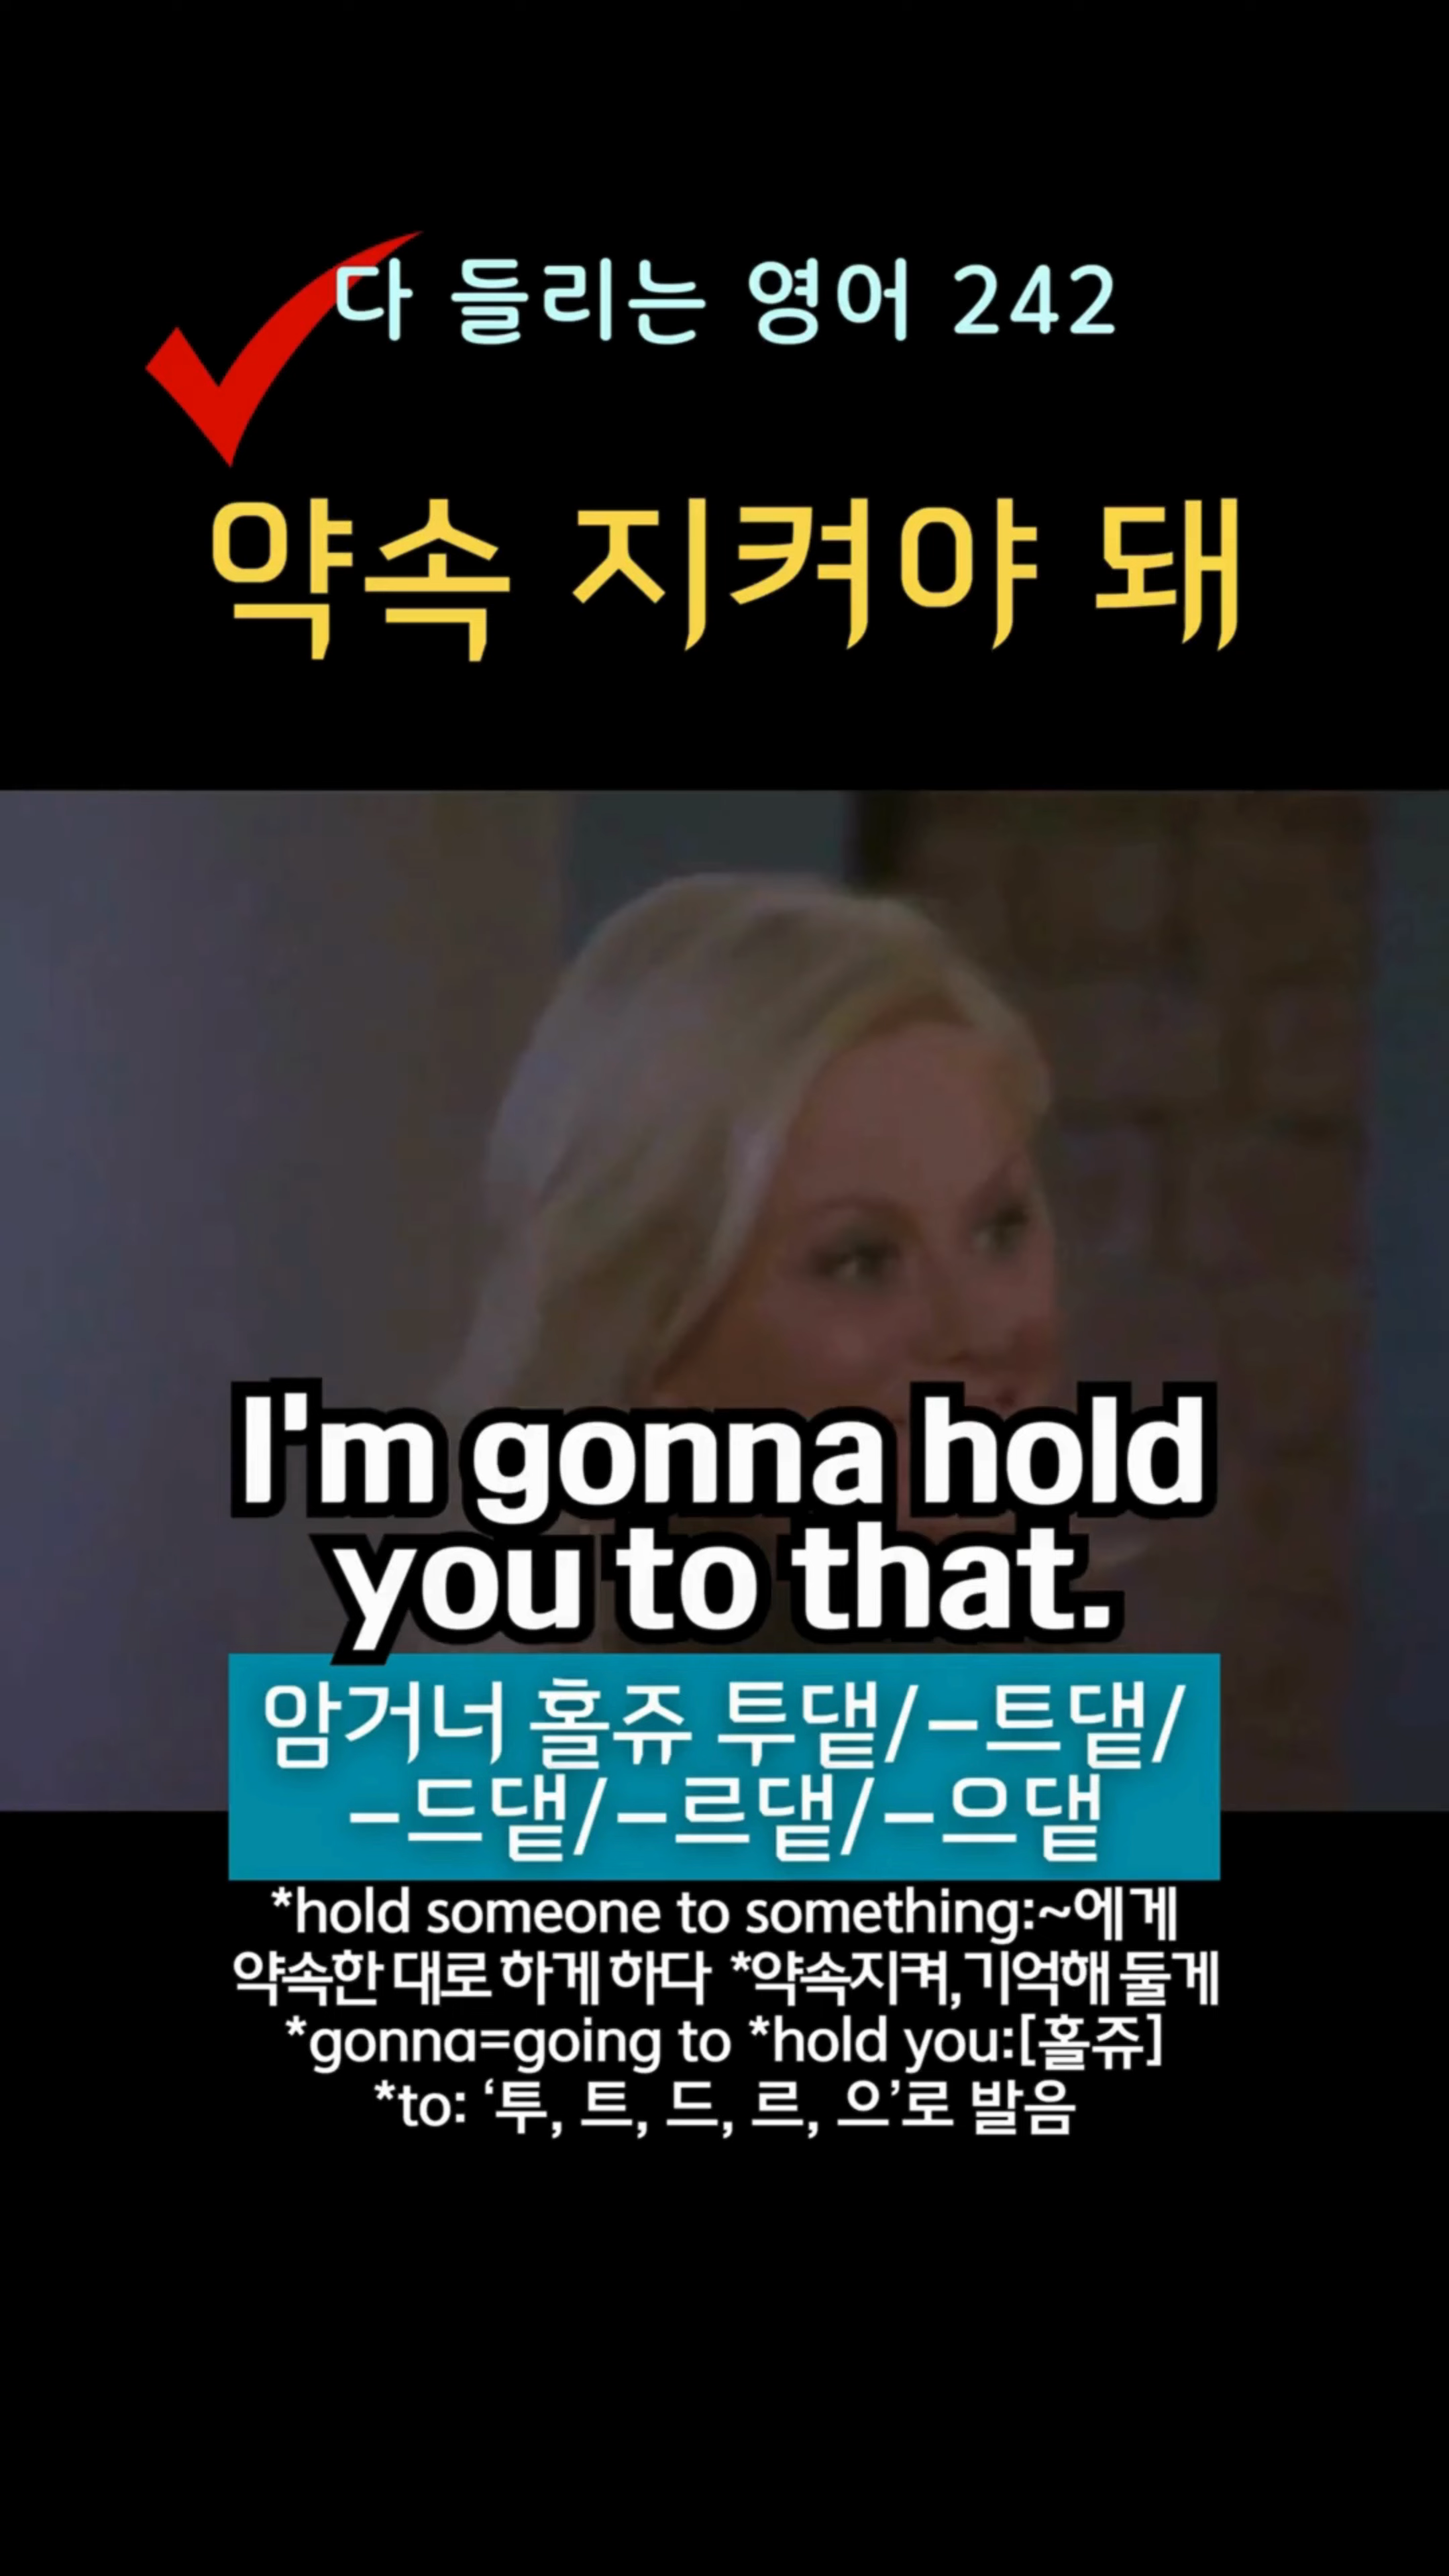 다 들리는 영어 242
약속 지켜야 돼
I'm gonna hold
you to that.
암거너 홀쥬 투댙/-트댙/
-드댙/-르댙/-으댙
*hold someone to something:~에게
약속한 대로 하게 하다 *약속지켜,기억해 둘게
*gonna=going to *hold you:[홀쥬]
*to: ‘투, 트, 드, 르, 으’로 발음